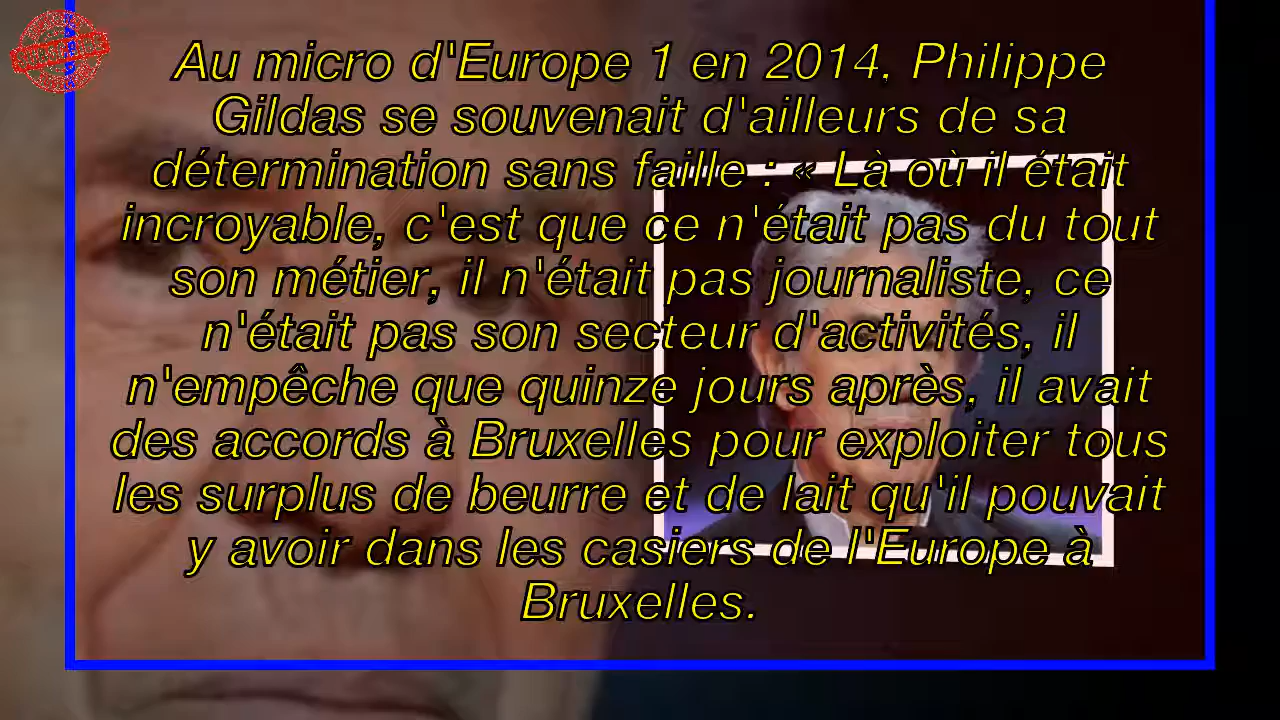 Au micro d'Europe 1 en 2014, Philippe
Gildas se souvenait d'ailleurs de sa
détermination sans faille : « Là où il était
incroyable, c'est que ce n'était pas du tout
son métier, il n'était pas journaliste, ce
n'était pas son secteur d'activités, il
n'empêche que quinze jours après, il avait
des accords à Bruxelles pour exploiter tous
les surplus de beurre et de lait qu'il pouvait
y avoir dans les casiers de l'Europe à
Bruxelles.